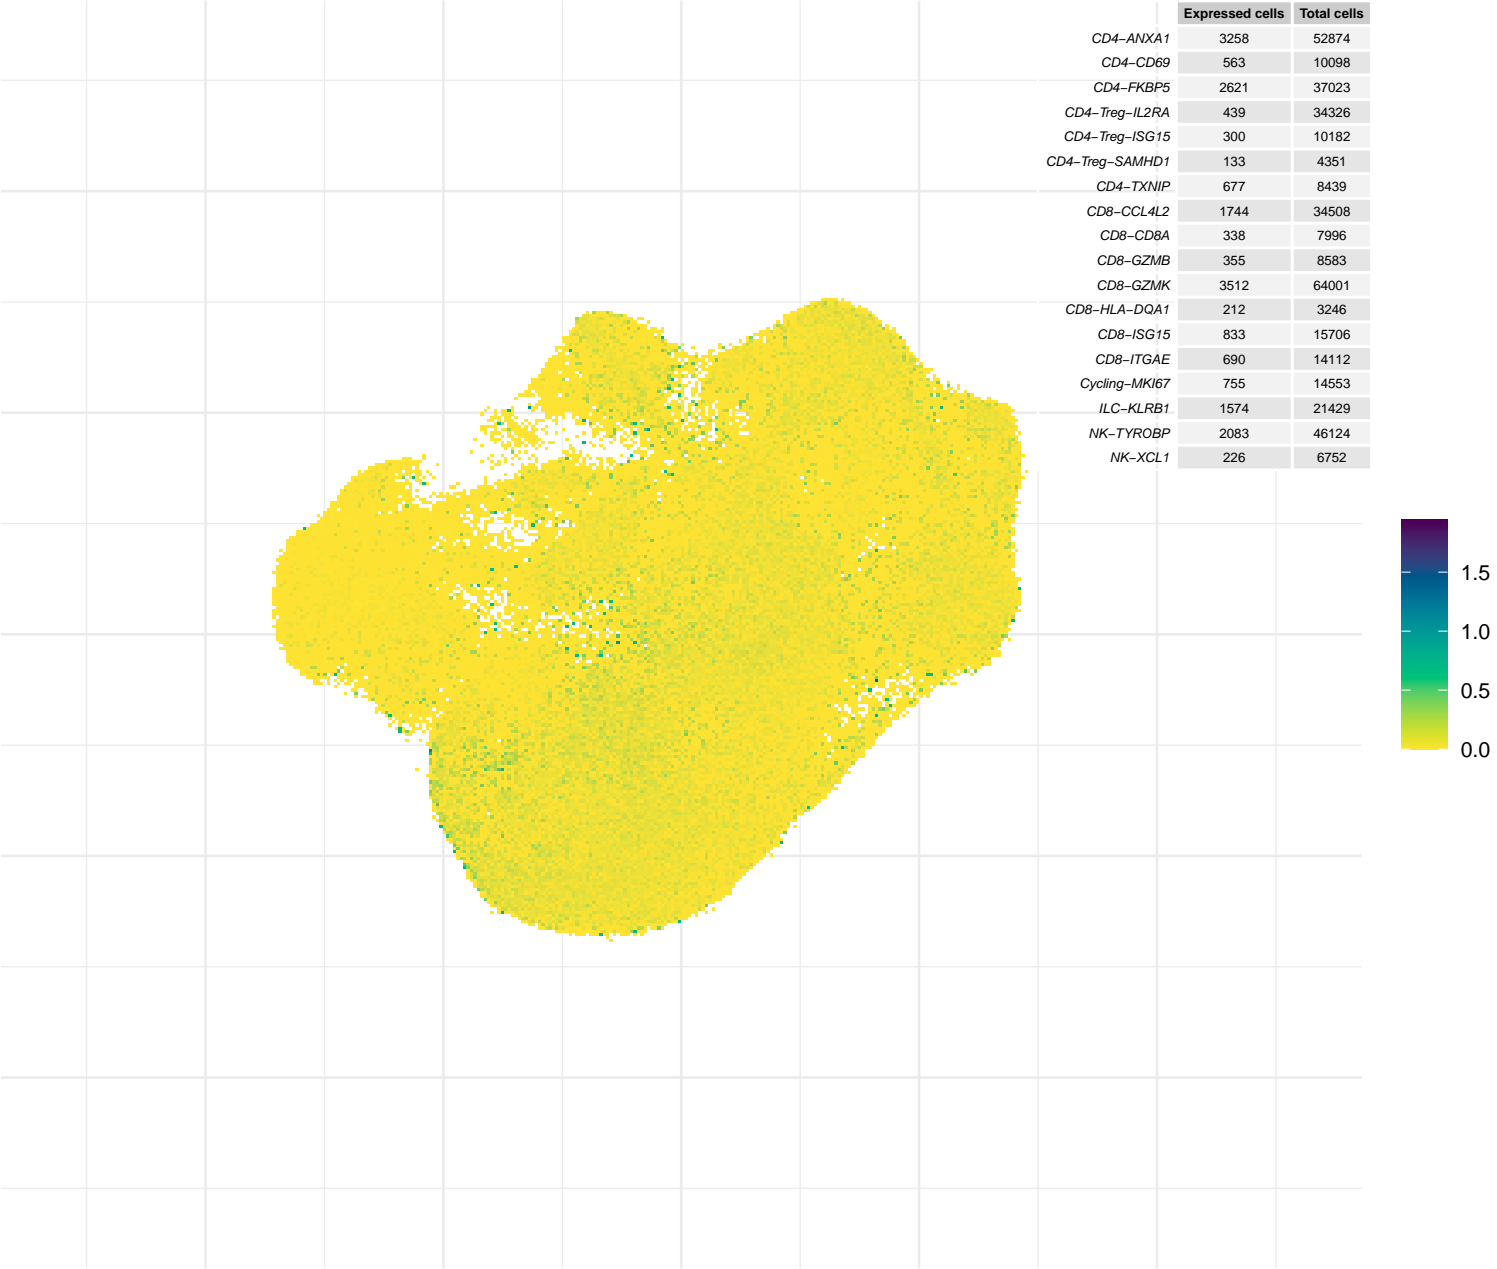 Expressed cells Total cells
CD4−ANXA1 3258 52874
CD4−CD69 563 10098
CD4−FKBP5 2621 37023
CD4−Treg−IL2RA 439 34326
CD4−Treg−ISG15 300 10182
CD4−Treg−SAMHD1 133 4351
CD4−TXNIP 677 8439
CD8−CCL4L2 1744 34508
CD8−CD8A 338 7996
CD8−GZMB 355 8583
CD8−GZMK 3512 64001
CD8−HLA−DQA1 212 3246
CD8−ISG15 833 15706
CD8−ITGAE 690 14112
Cycling−MKI67 755 14553
ILC−KLRB1 1574 21429
NK−TYROBP 2083 46124
NK−XCL1 226 6752
1.5
1.0
0.5
0.0